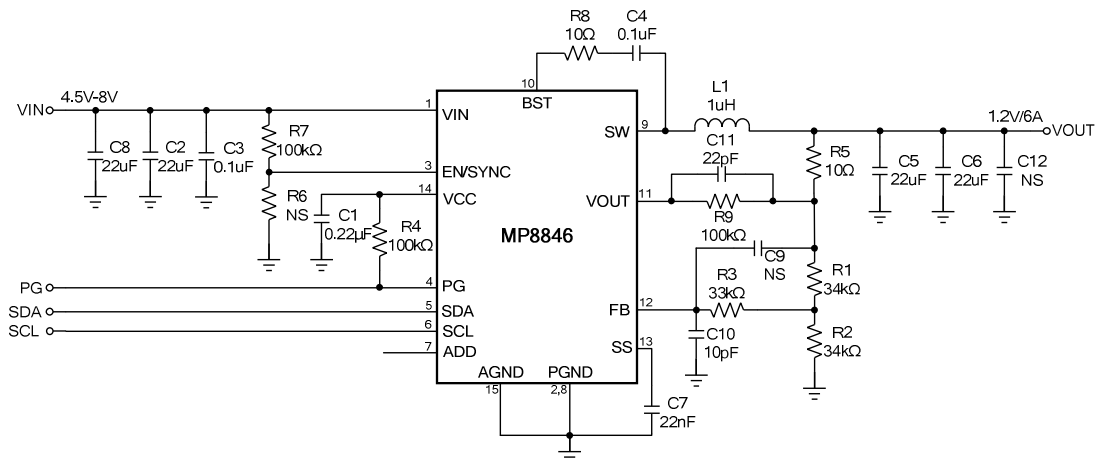 R8
10Ω
C4
0.1uF
10
BST
VIN
4.5V-8V
1
VIN
C8
22uF
C2
22uF
C3
0.1uF
R7
100kΩ
3
EN/SYNC
R6
NS
14
VCC
C1
0.22µF
R4
100kΩ
PG
4
PG
SDA
5
SDA
SCL
6
SCL
7
ADD
MP8846
AGND
15
PGND
2,8
SW
9
L1
1uH
C11
22pF
VOUT
11
R9
100kΩ
R5
10Ω
C5
22uF
C6
22uF
C12
NS
1.2V/6A
VOUT
C9
NS
R3
33kΩ
R1
34kΩ
FB
12
C10
10pF
R2
34kΩ
SS
13
C7
22nF